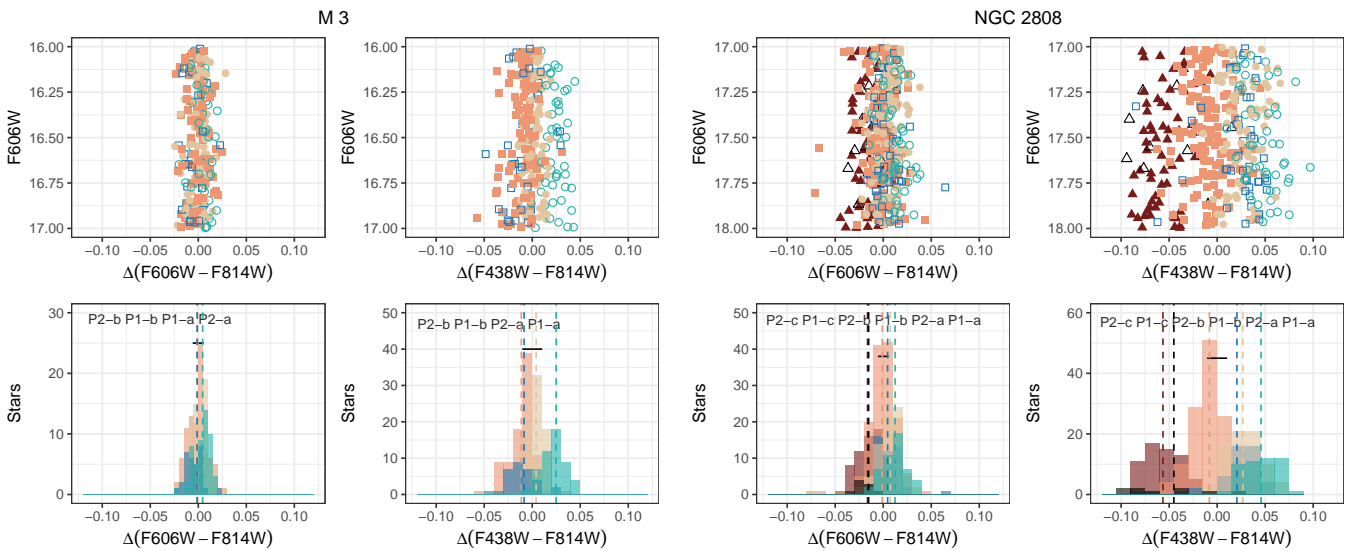 M 3
NGC 2808
16.00
16.25
16.50
16.75
17.00
F606W
−0.10 −0.05 0.00 0.05 0.10
Δ(F606W−F814W)
16.00
16.25
16.50
16.75
17.00
F606W
−0.10 −0.05 0.00 0.05 0.10
Δ(F438W−F814W)
17.00
17.25
17.50
17.75
18.00
F606W
−0.10 −0.05 0.00 0.05 0.10
Δ(F606W−F814W)
17.00
17.25
17.50
17.75
18.00
F606W
−0.10 −0.05 0.00 0.05 0.10
Δ(F438W−F814W)
30
20
10
0
Stars
P2−b P1−b P1−a P2−a
−0.10 −0.05 0.00 0.05 0.10
Δ(F606W−F814W)
50
40
30
20
10
0
Stars
P2−b P1−b P2−a P1−a
−0.10 −0.05 0.00 0.05 0.10
Δ(F438W−F814W)
50
40
30
20
10
0
Stars
P2−c P1−c P2−b P1−b P2−a P1−a
−0.10 −0.05 0.00 0.05 0.10
Δ(F606W−F814W)
60
40
20
0
Stars
P2−c P1−c P2−b P1−b P2−a P1−a
−0.10 −0.05 0.00 0.05 0.10
Δ(F438W−F814W)